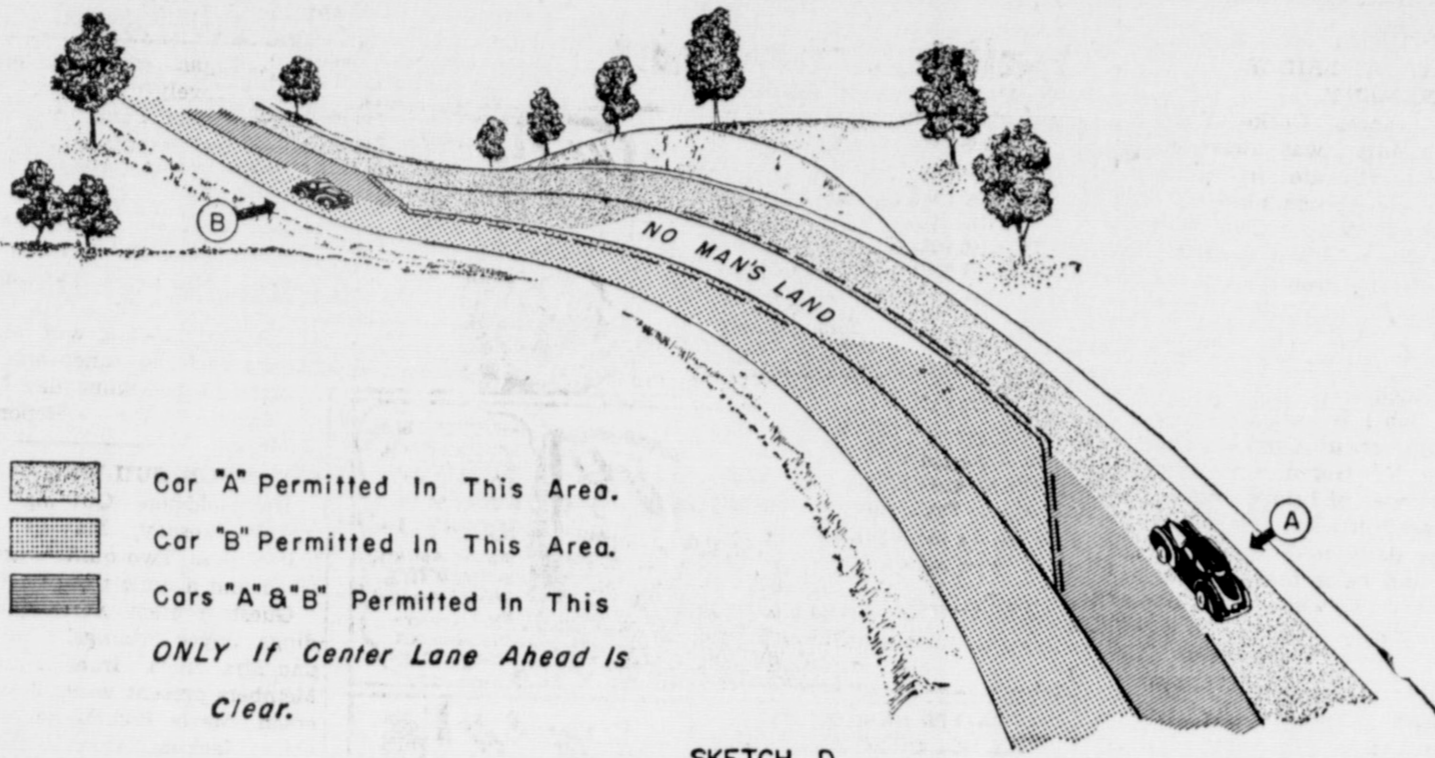 B
NO MAN'S LAND
A
Car "A" Permitted In This Area.
Car "B" Permitted In This Area.
Cars "A" & "B" Permitted In This
ONLY If Center Lane Ahead Is
Clear.
SKETCH D